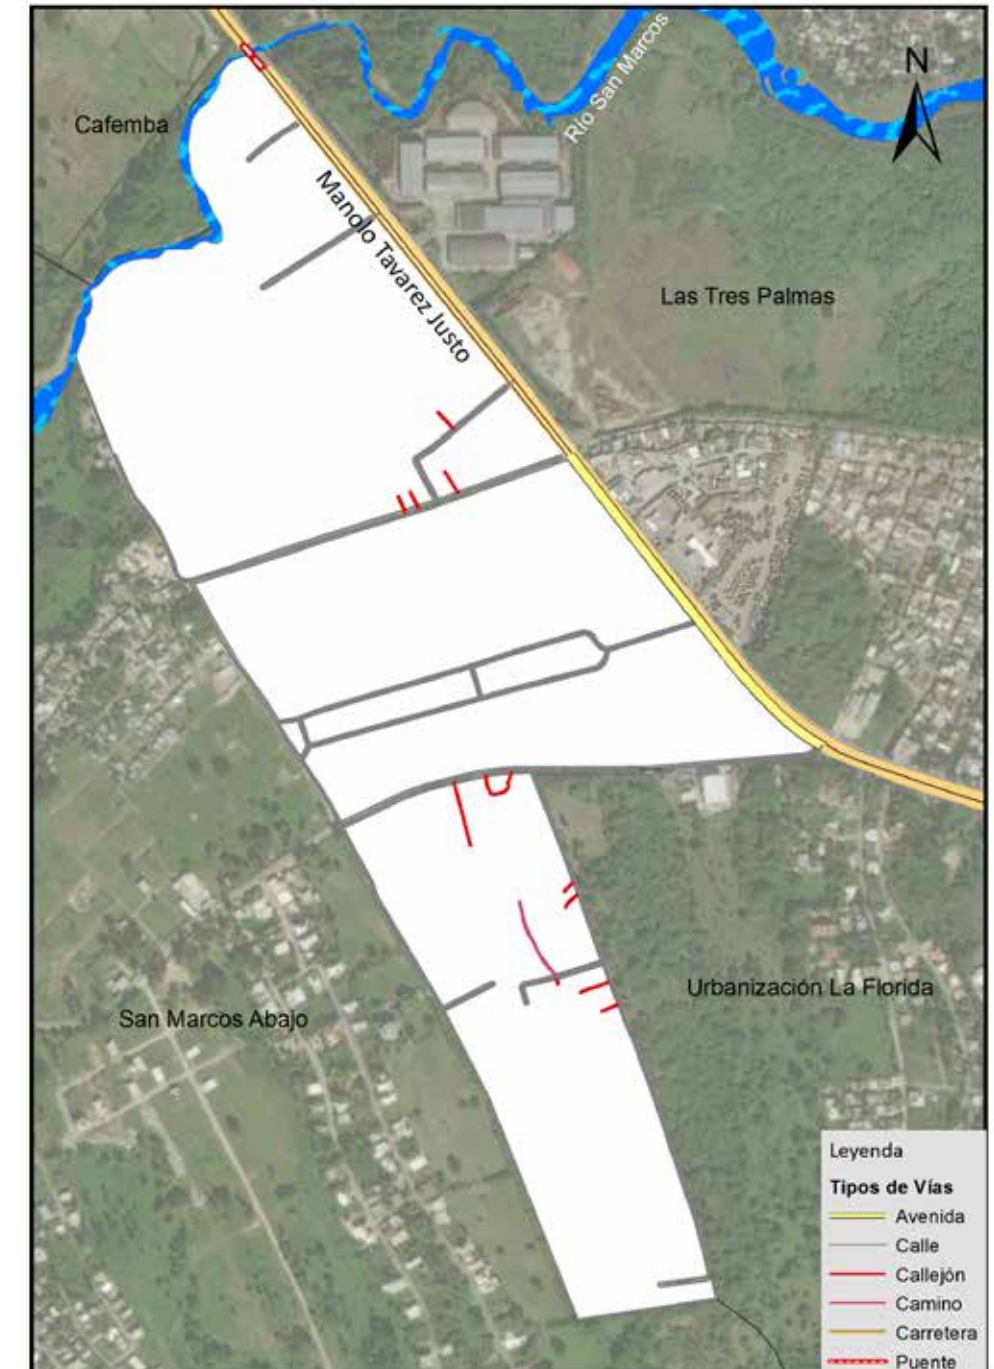 Río San Marcos
N
Cafemba
Manolo Tavarez Justo
Las Tres Palmas
Urbanización La Florida
San Marcos Abajo
Leyenda
Tipos de Vías
Avenida
Calle
Callejón
Camino
Carretera
Puente